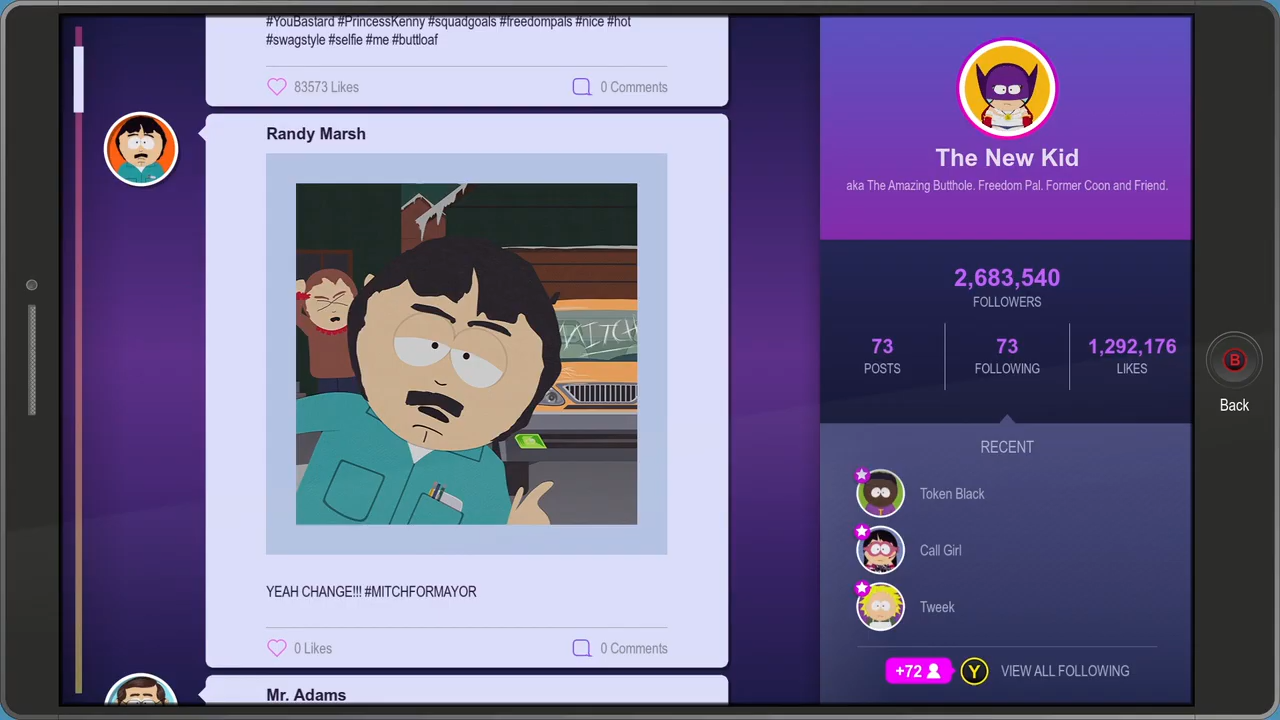 #YouBastard #PrincessKenny #squadgoals #freedompals #nice #hot
#swagstyle #selfie #me #buttloaf
83573 Likes
0 Comments
Randy Marsh
YEAH CHANGE!!! #MITCHFORMAYOR
0 Likes
0 Comments
Mr. Adams
The New Kid
aka The Amazing Butthole. Freedom Pal. Former Coon and Friend.
2,683,540
FOLLOWERS
73
POSTS
73
FOLLOWING
1,292,176
LIKES
RECENT
Token Black
Call Girl
Tweek
+72
Y
VIEW ALL FOLLOWING
B
Back